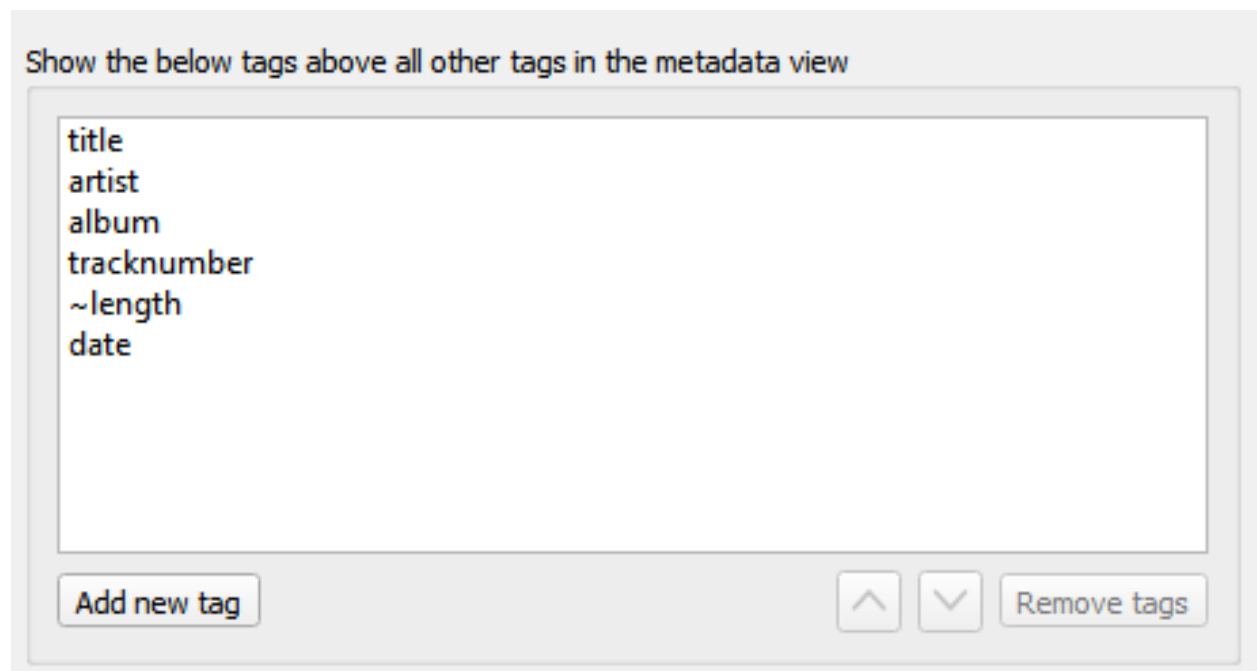 Show the below tags above all other tags in the metadata view
title
artist
album
tracknumber
~length
date
Add new tag
Remove tags